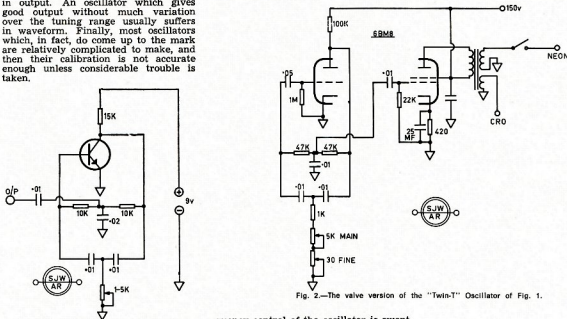 in output. An oscillator which gives
good output without much variation
over the tuning range usually suffers
in waveform. Finally, most oscillators
which, in fact, do come up to the mark
are relatively complicated to make, and
then their calibration is not accurate
enough unless considerable trouble is
taken.
15K
O/P
·01
10K
·02
10K
9v
·01
·01
SJW
AR
1-5K
150v
100K
6BM8
NEON
·05
·01
1M
22K
25
MF
420
CRO
47K
47K
·01
·01
·01
1K
5K MAIN
30 FINE
SJW
AR
SJW
AR
Fig. 2.—The valve version of the "Twin-T" Oscillator of Fig. 1.
control of the oscillator is swept